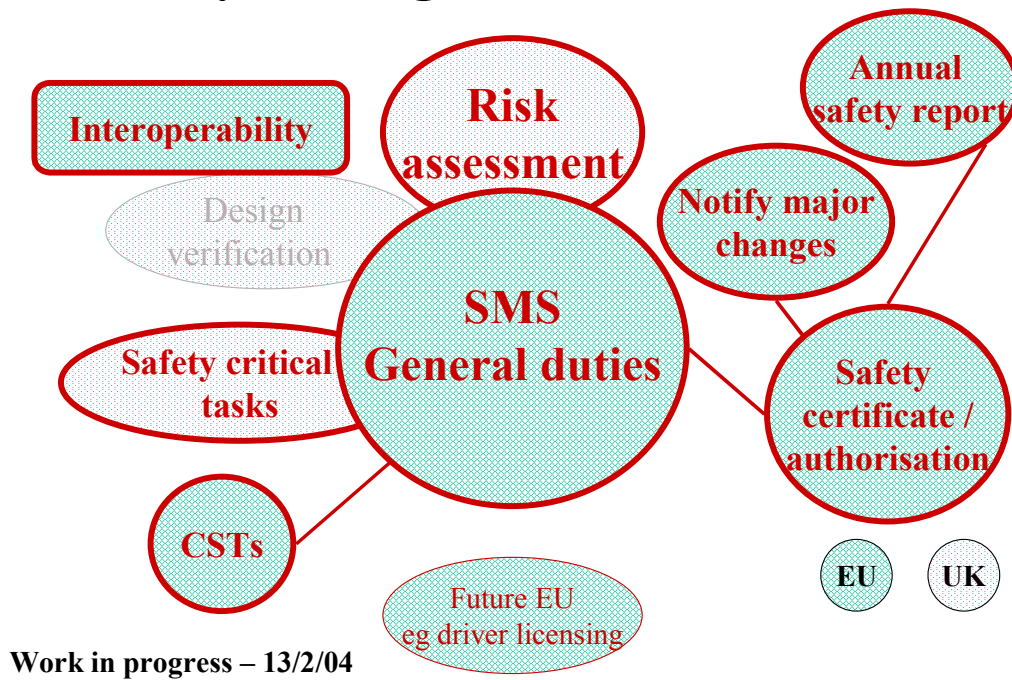 Annual
safety report
Interoperability
Risk
assessment
Design
verification
Notify major
changes
SMS
General duties
Safety critical
tasks
Safety
certificate /
authorisation
CSTs
EU
UK
Future EU
eg driver licensing
Work in progress – 13/2/04